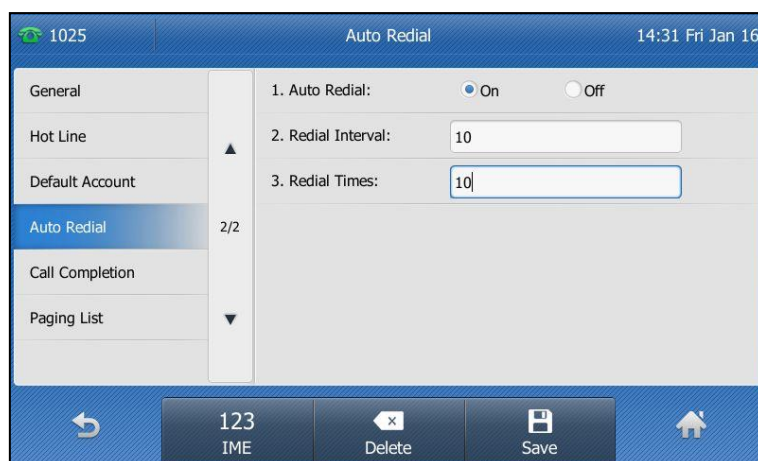 1025 Auto Redial 14:31 Fri Jan 16
General
Hot Line
Default Account
Auto Redial
Call Completion
Paging List
2/2
1. Auto Redial: On Off
2. Redial Interval: 10
3. Redial Times: 10
123
IME
Delete
Save